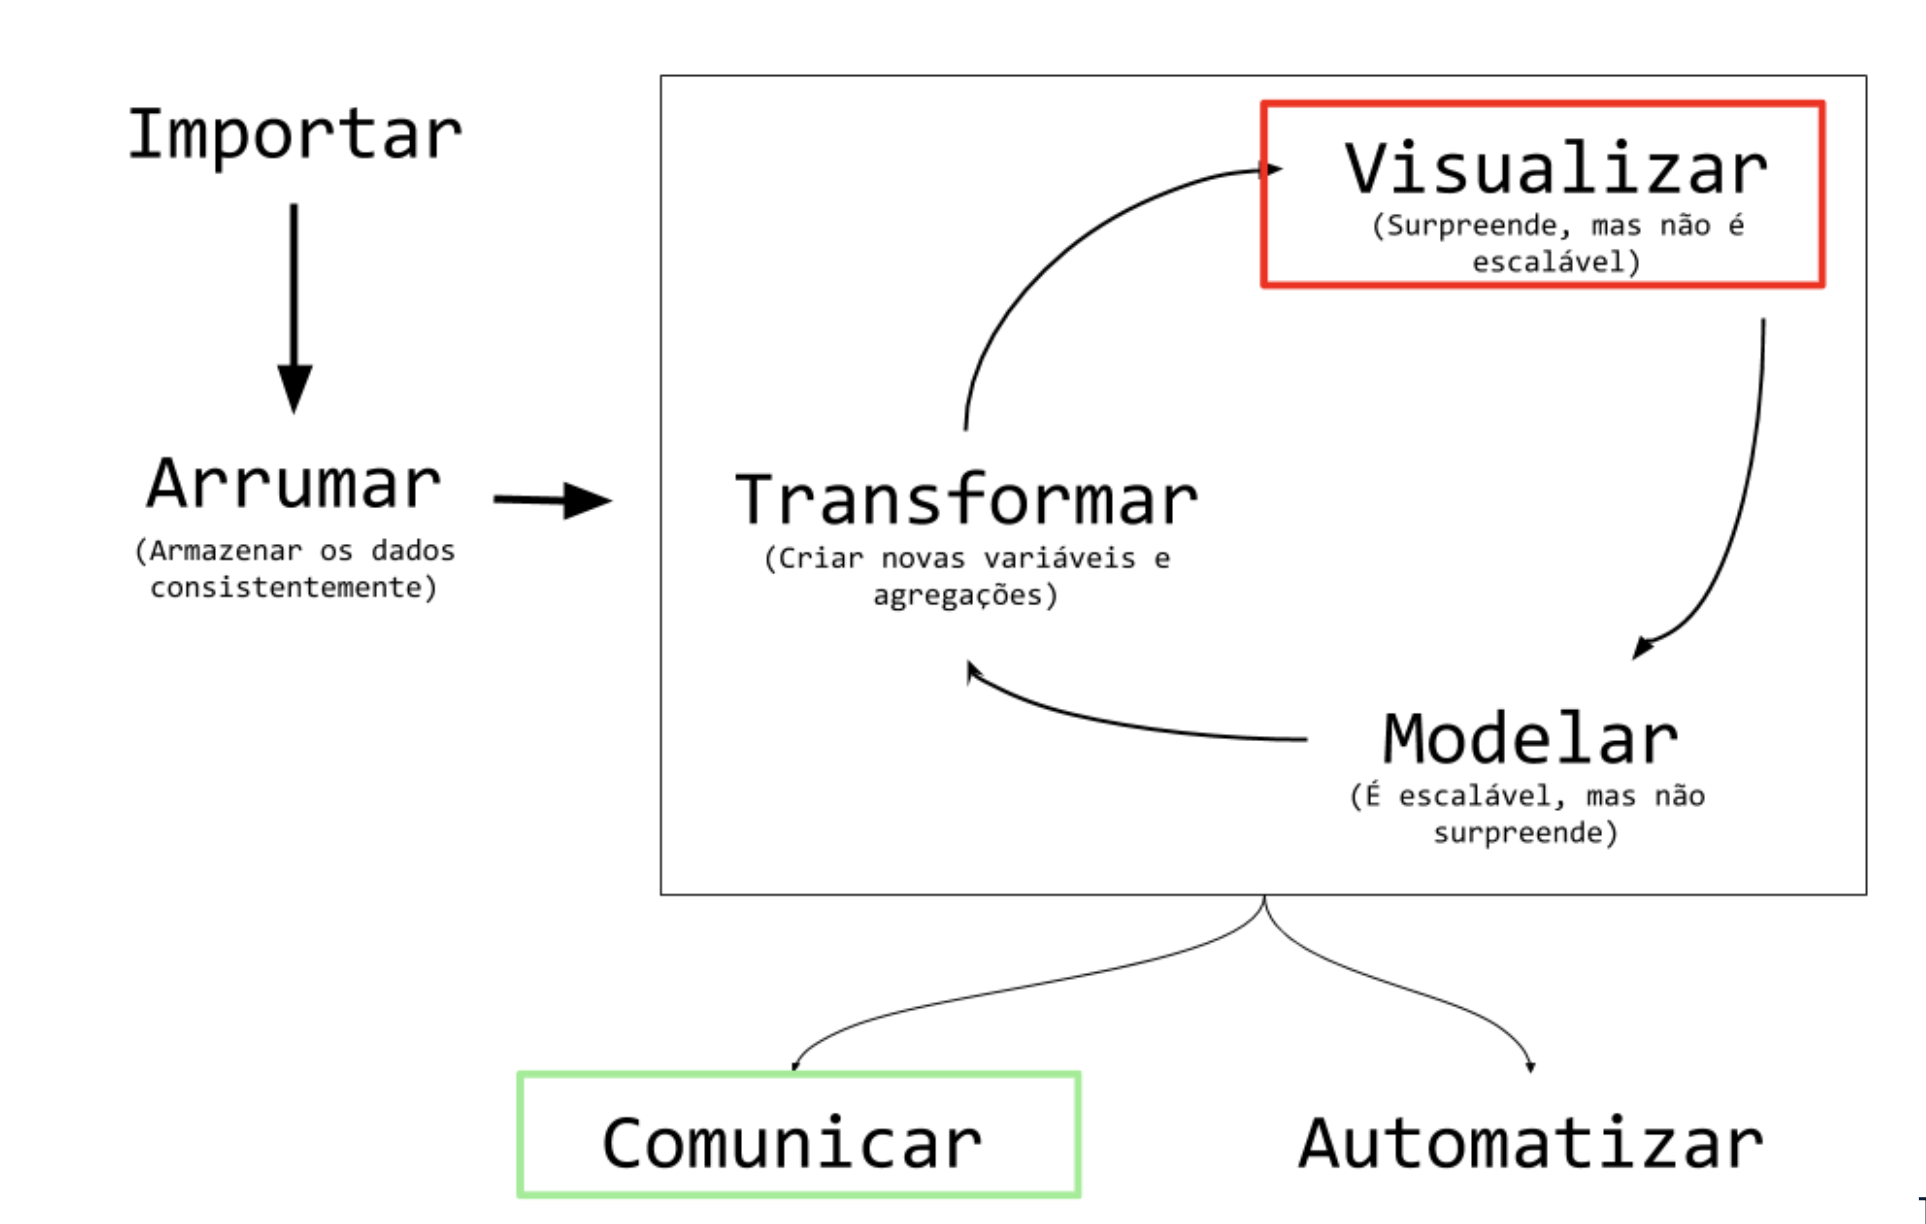 Importar
Arrumar
(Armazenar os dados
consistentemente)
Visualizar
(Surpreende, mas não é
escalável)
Transformar
(Criar novas variáveis e
agregações)
Modelar
(É escalável, mas não
surpreende)
Comunicar
Automatizar